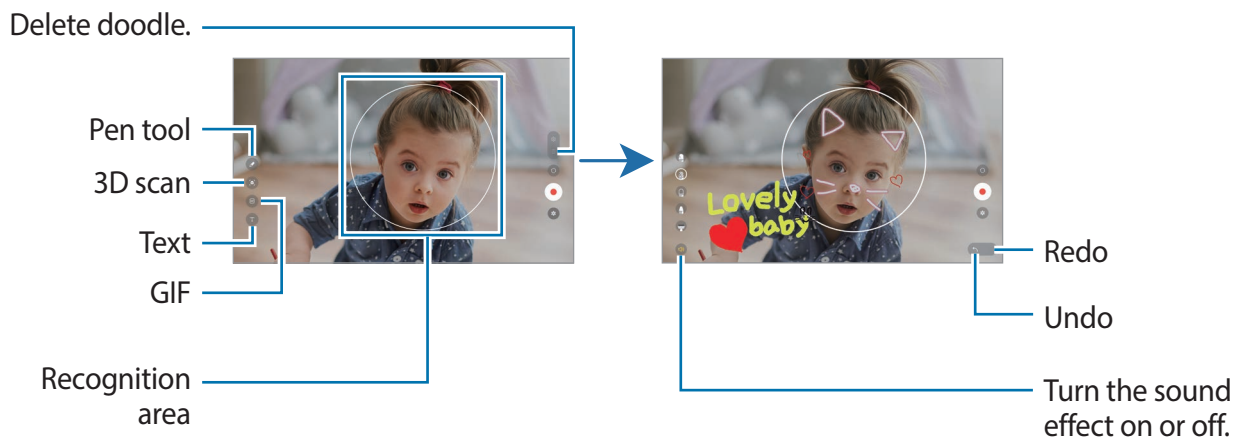 Delete doodle.
Pen tool
3D scan
Text
GIF
Recognition
area
Lovely
baby
Redo
Undo
Turn the sound
effect on or off.